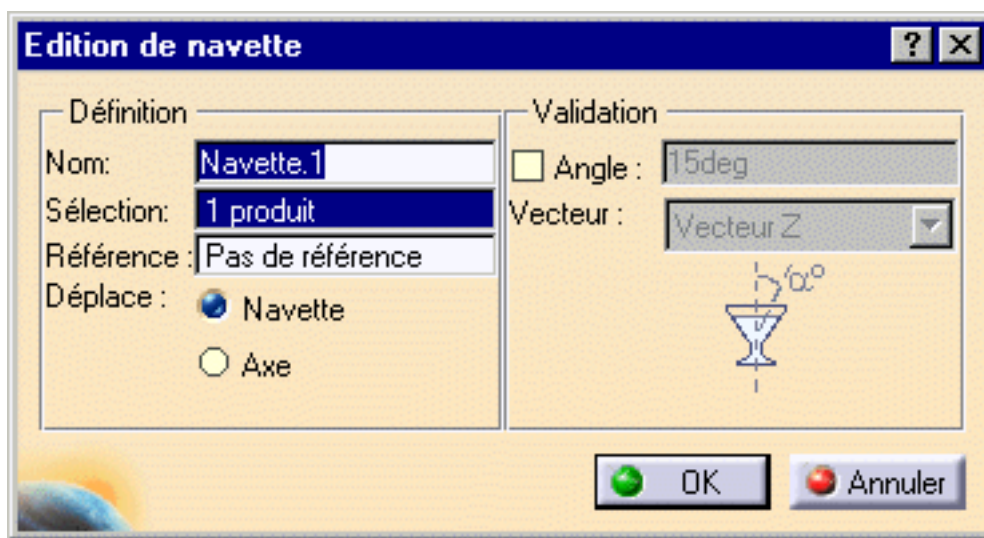 Edition de navette
Définition
Nom: Navette.1
Sélection: 1 produit
Référence : Pas de référence
Déplace : Navette
Axe
Validation
Angle : 15deg
Vecteur : Vecteur Z
α°
OK Annuler